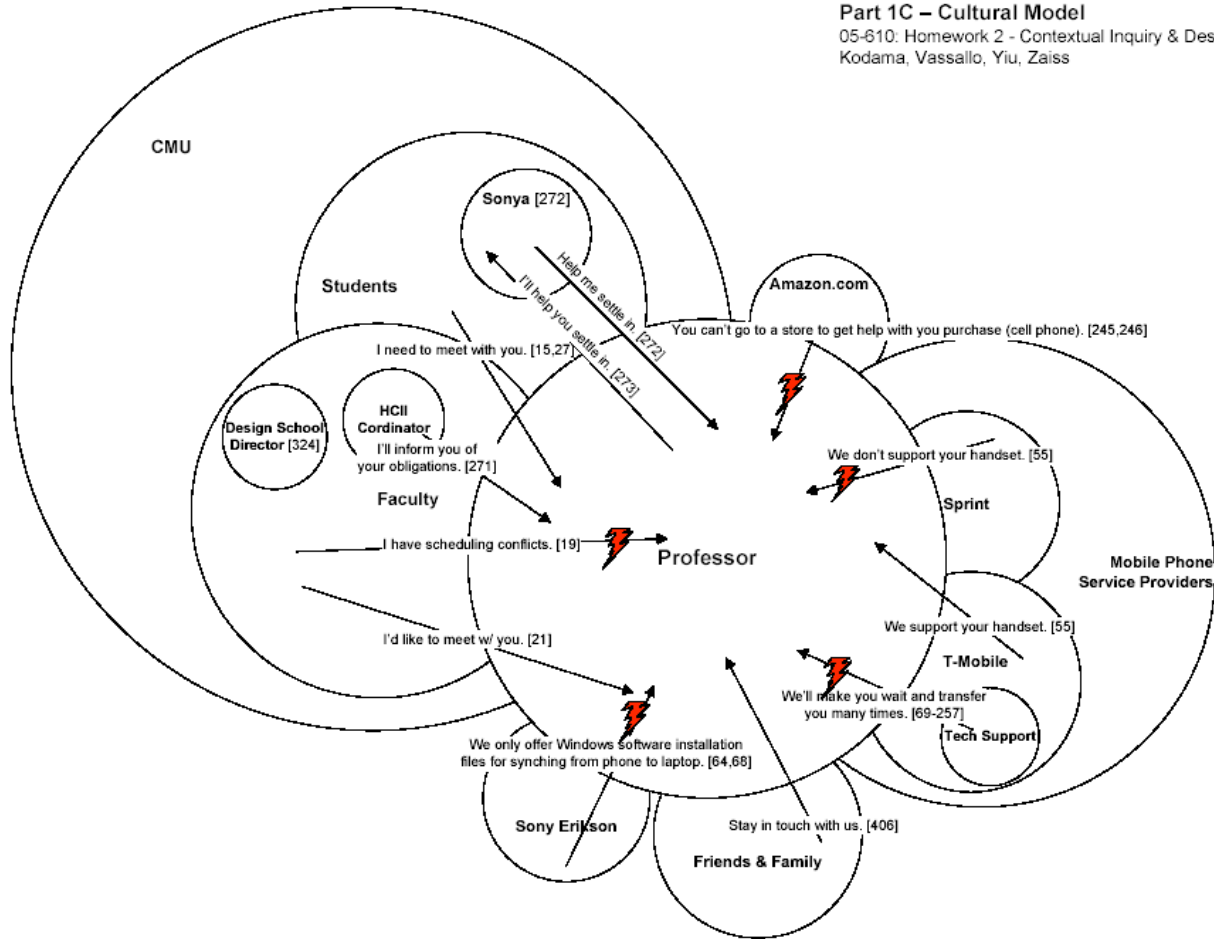 Part 1C – Cultural Model
05-610: Homework 2 - Contextual Inquiry & Des
Kodama, Vassallo, Yiu, Zaiss
CMU
Sonya [272]
Students
Help me settle in. [272]
I'll help you settle in. [273]
Amazon.com
You can't go to a store to get help with you purchase (cell phone). [245,246]
I need to meet with you. [15,27]
HCII
Cordinator
Design School
Director [324]
I'll inform you of
your obligations. [271]
Faculty
We don't support your handset. [55]
Sprint
I have scheduling conflicts. [19]
Professor
Mobile Phone
Service Providers
We support your handset. [55]
I'd like to meet w/ you. [21]
T-Mobile
We'll make you wait and transfer
you many times. [69-257]
Tech Support
We only offer Windows software installation
files for synching from phone to laptop. [64,68]
Sony Erikson
Stay in touch with us. [406]
Friends & Family